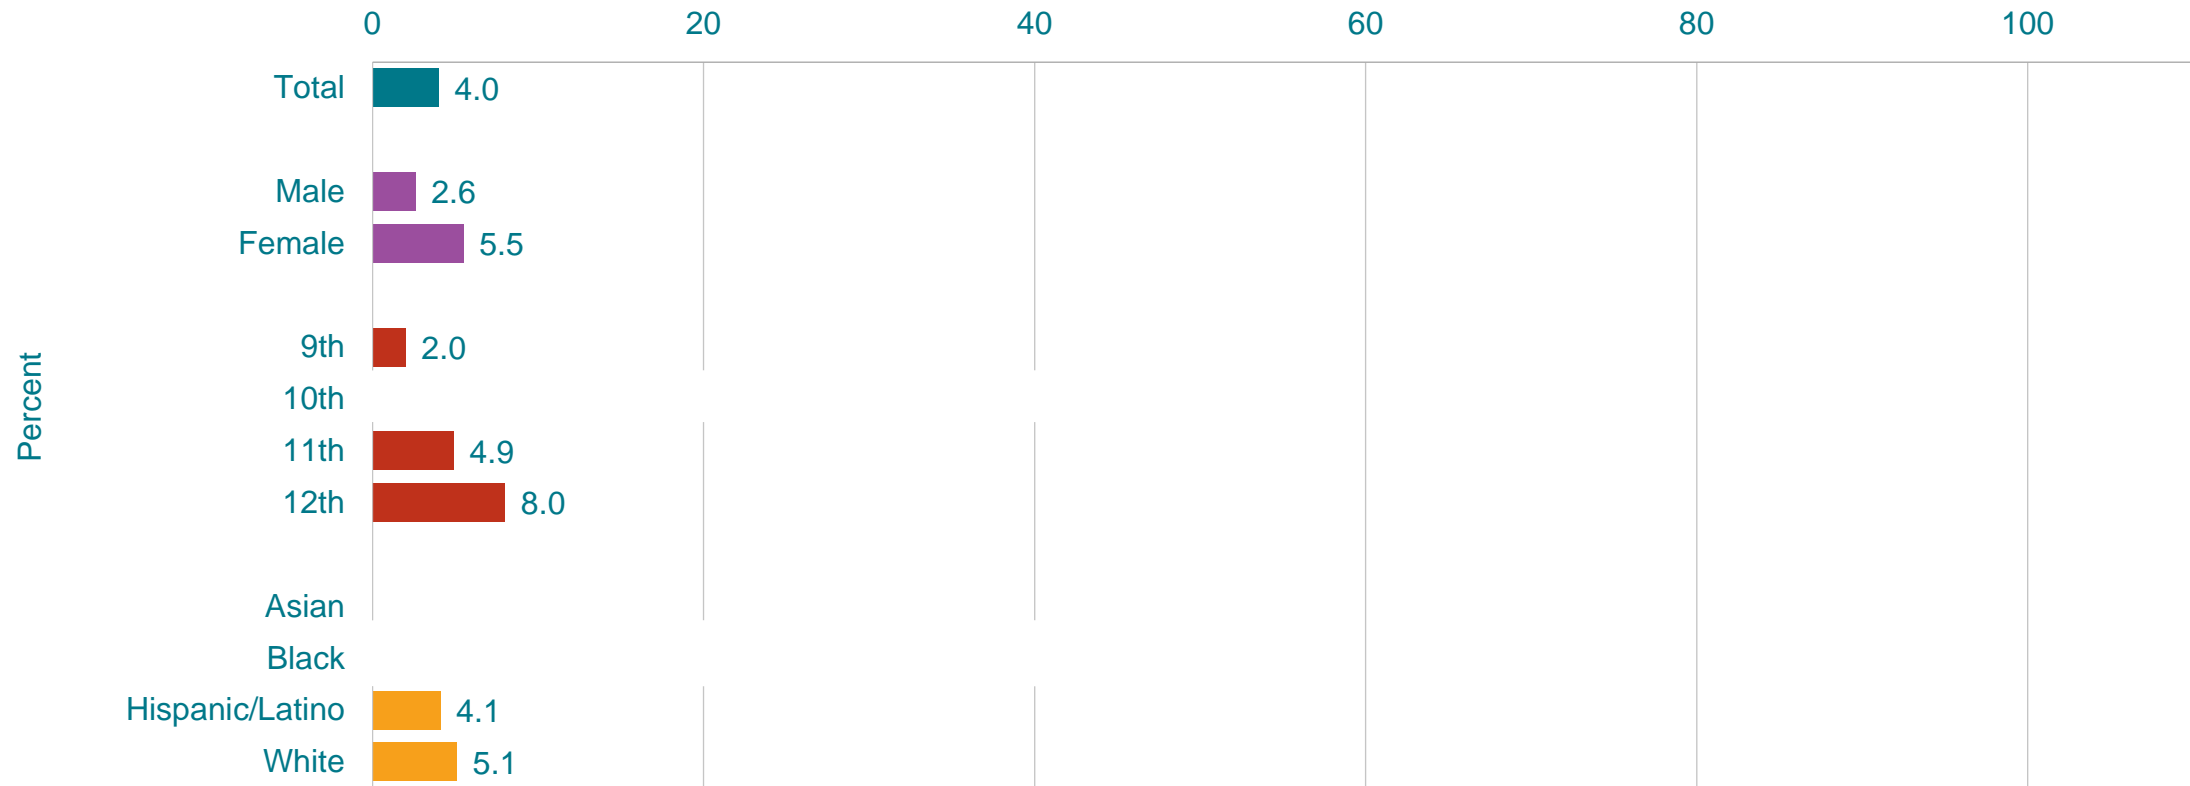 0 20 40 60 80 100
Total 4.0
Male 2.6
Female 5.5
9th 2.0
Percent
10th
11th 4.9
12th 8.0
Asian
Black
Hispanic/Latino 4.1
White 5.1